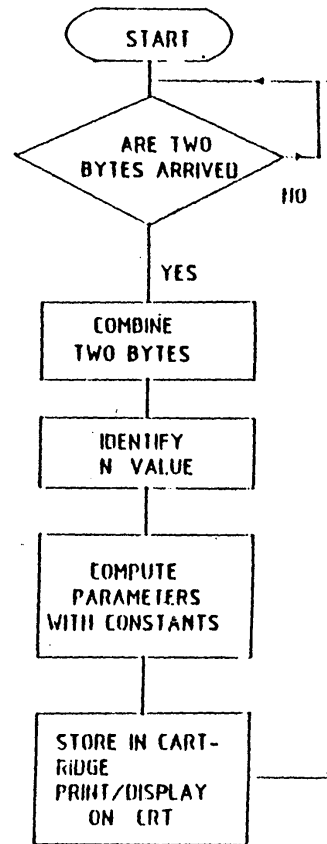 START
ARE TWO
BYTES ARRIVED
NO
YES
COMBINE
TWO BYTES
IDENTIFY
N VALUE
COMPUTE
PARAMETERS
WITH CONSTANTS
STORE IN CART-
RIDGE
PRINT/DISPLAY
ON CRT